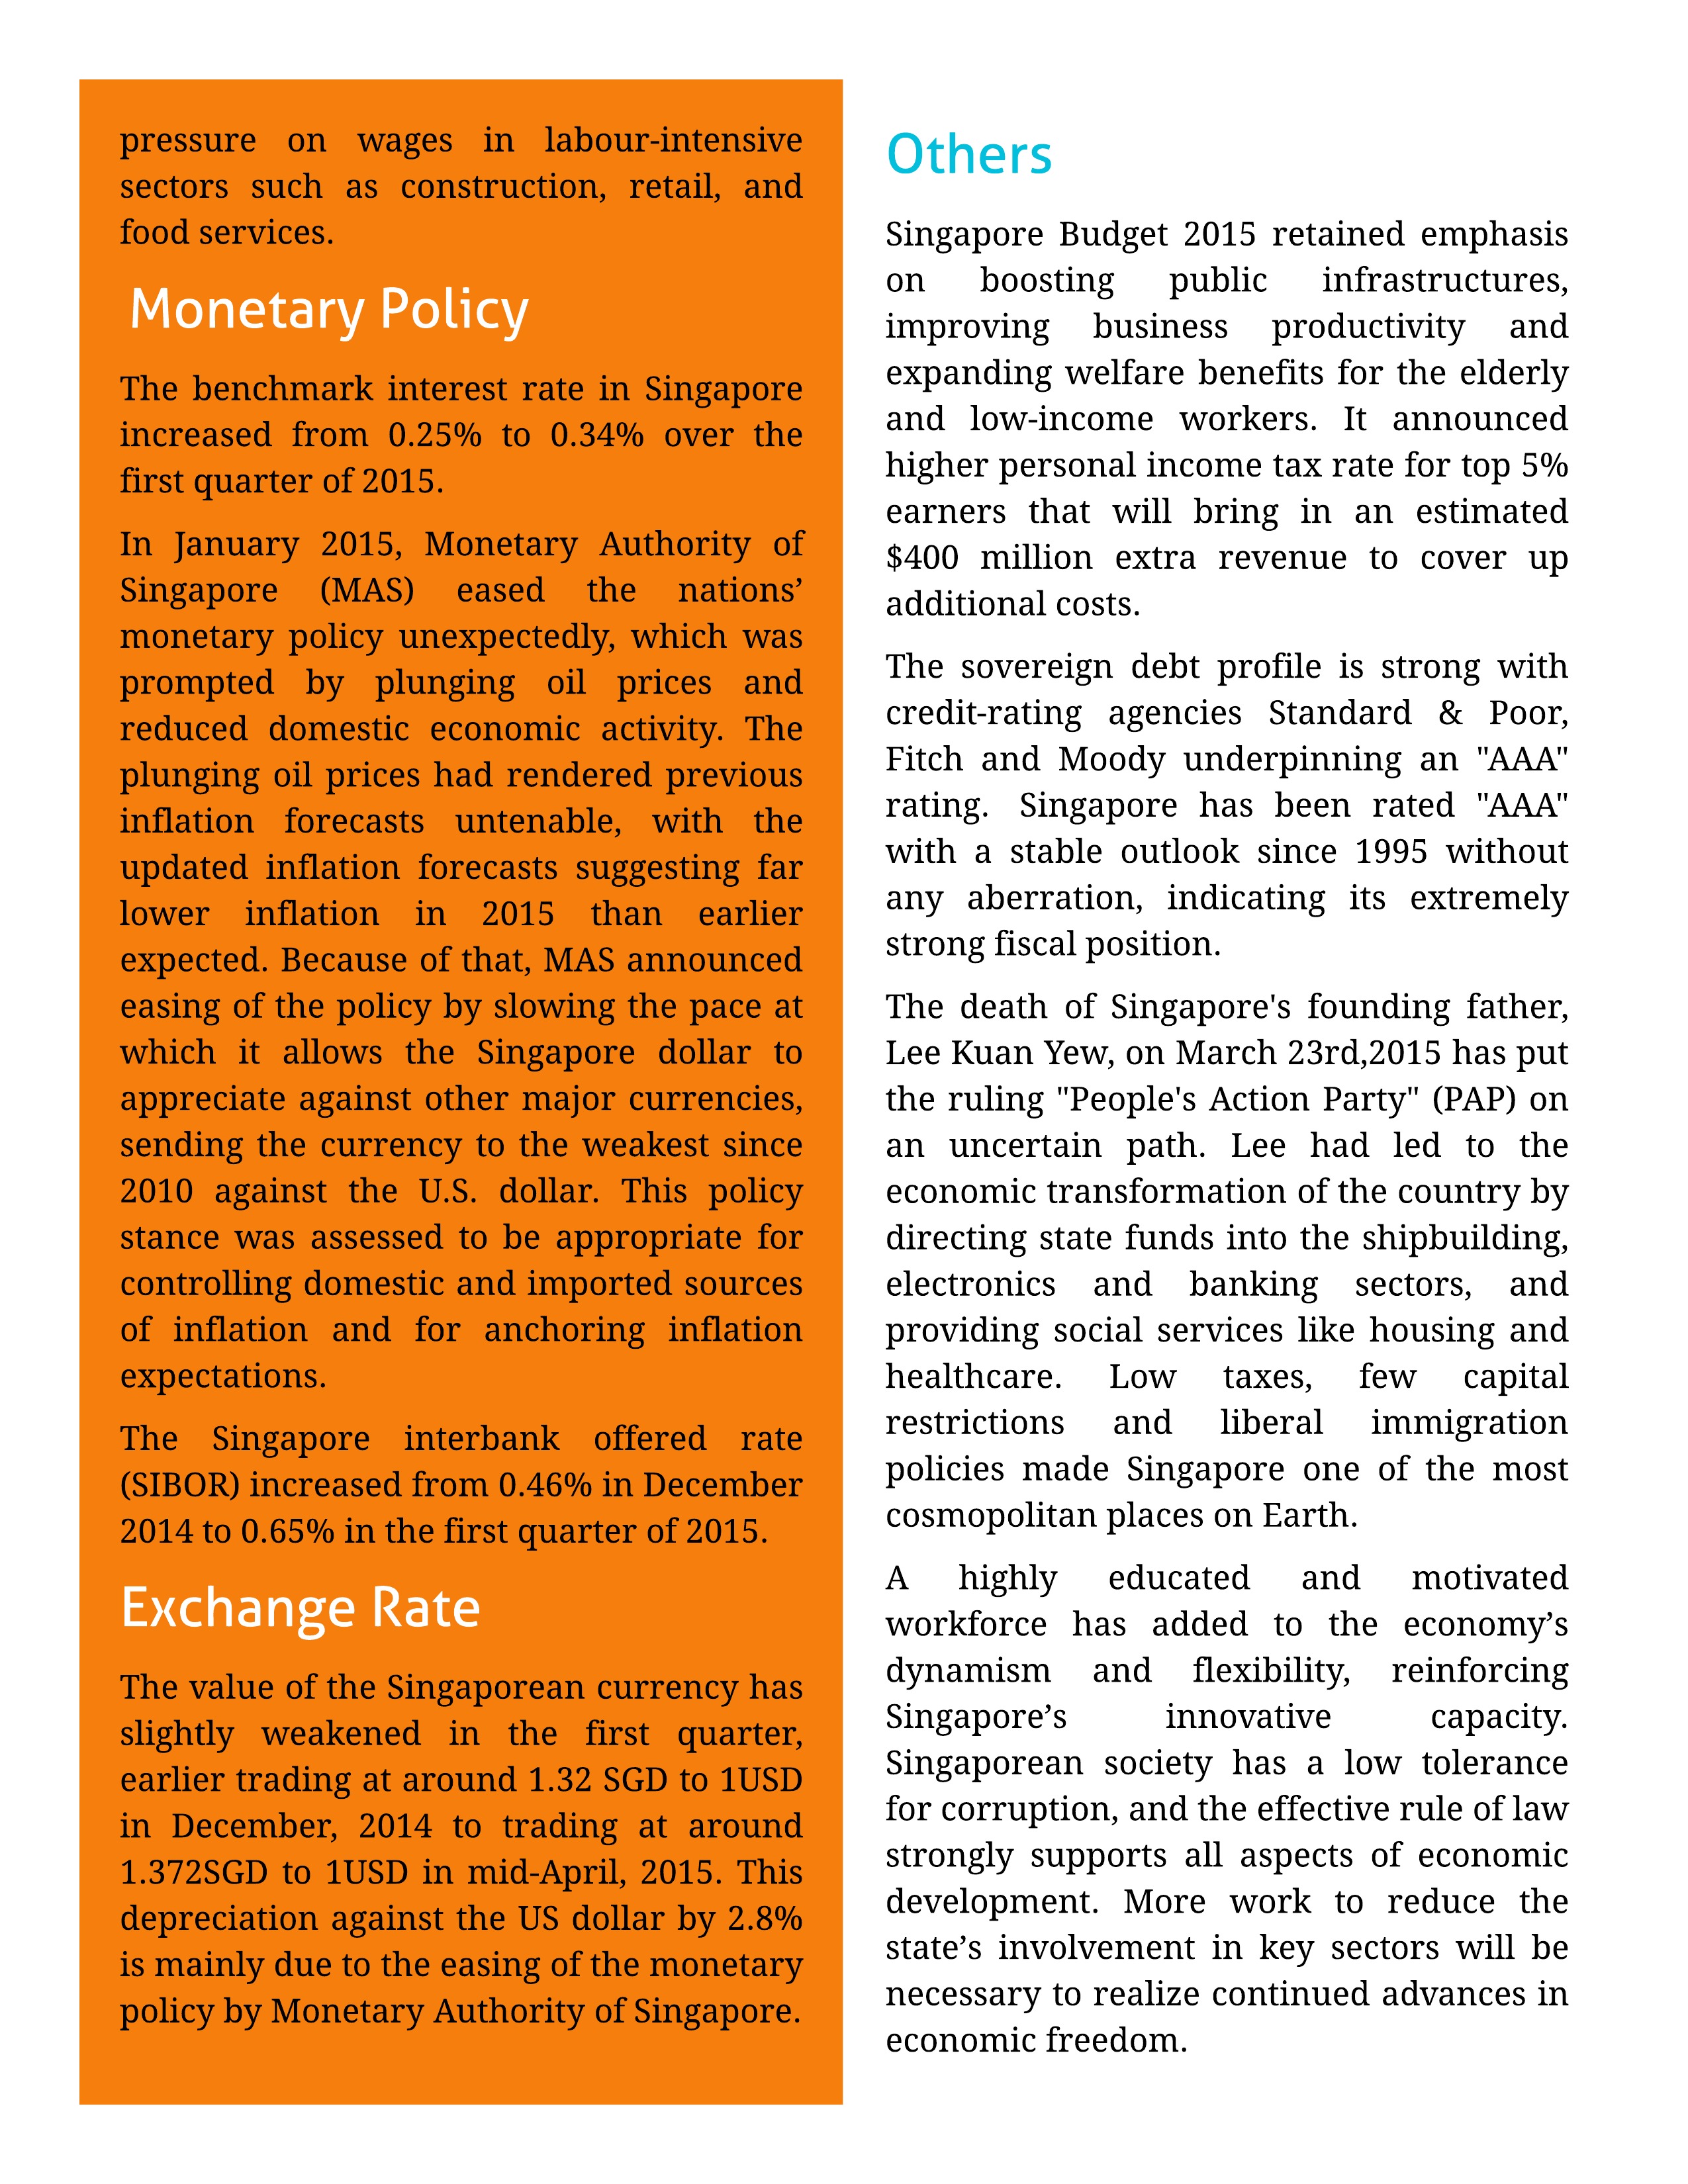 pressure on wages in labour-intensive
sectors such as construction, retail, and
food services.
Monetary Policy
The benchmark interest rate in Singapore
increased from 0.25% to 0.34% over the
first quarter of 2015.
In January 2015, Monetary Authority of
Singapore (MAS) eased the nations’
monetary policy unexpectedly, which was
prompted by plunging oil prices and
reduced domestic economic activity. The
plunging oil prices had rendered previous
inflation forecasts untenable, with the
updated inflation forecasts suggesting far
lower inflation in 2015 than earlier
expected. Because of that, MAS announced
easing of the policy by slowing the pace at
which it allows the Singapore dollar to
appreciate against other major currencies,
sending the currency to the weakest since
2010 against the U.S. dollar. This policy
stance was assessed to be appropriate for
controlling domestic and imported sources
of inflation and for anchoring inflation
expectations.
The Singapore interbank offered rate
(SIBOR) increased from 0.46% in December
2014 to 0.65% in the first quarter of 2015.
Exchange Rate
The value of the Singaporean currency has
slightly weakened in the first quarter,
earlier trading at around 1.32 SGD to 1USD
in December, 2014 to trading at around
1.372SGD to 1USD in mid-April, 2015. This
depreciation against the US dollar by 2.8%
is mainly due to the easing of the monetary
policy by Monetary Authority of Singapore.
Others
Singapore Budget 2015 retained emphasis
on boosting public infrastructures,
improving business productivity and
expanding welfare benefits for the elderly
and low-income workers. It announced
higher personal income tax rate for top 5%
earners that will bring in an estimated
$400 million extra revenue to cover up
additional costs.
The sovereign debt profile is strong with
credit-rating agencies Standard & Poor,
Fitch and Moody underpinning an "AAA"
rating. Singapore has been rated "AAA"
with a stable outlook since 1995 without
any aberration, indicating its extremely
strong fiscal position.
The death of Singapore's founding father,
Lee Kuan Yew, on March 23rd,2015 has put
the ruling "People's Action Party" (PAP) on
an uncertain path. Lee had led to the
economic transformation of the country by
directing state funds into the shipbuilding,
electronics and banking sectors, and
providing social services like housing and
healthcare. Low taxes, few capital
restrictions and liberal immigration
policies made Singapore one of the most
cosmopolitan places on Earth.
A highly educated and motivated
workforce has added to the economy’s
dynamism and flexibility, reinforcing
Singapore’s innovative capacity.
Singaporean society has a low tolerance
for corruption, and the effective rule of law
strongly supports all aspects of economic
development. More work to reduce the
state’s involvement in key sectors will be
necessary to realize continued advances in
economic freedom.